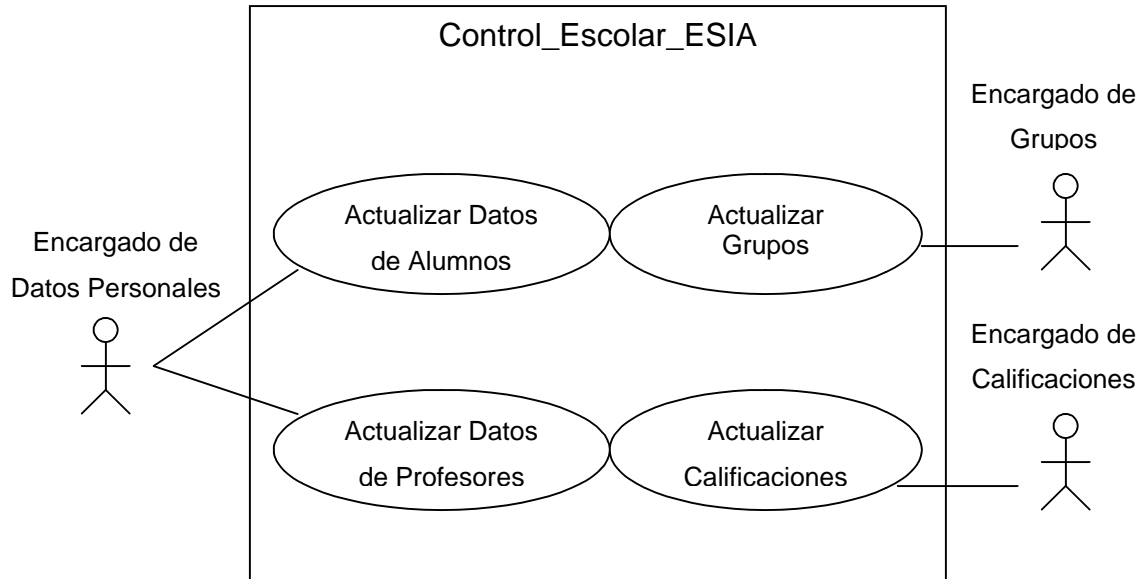 Control_Escolar_ESIA
Encargado de
Grupos
Actualizar Datos
de Alumnos
Actualizar
Grupos
Encargado de
Datos Personales
Encargado de
Calificaciones
Actualizar Datos
de Profesores
Actualizar
Calificaciones